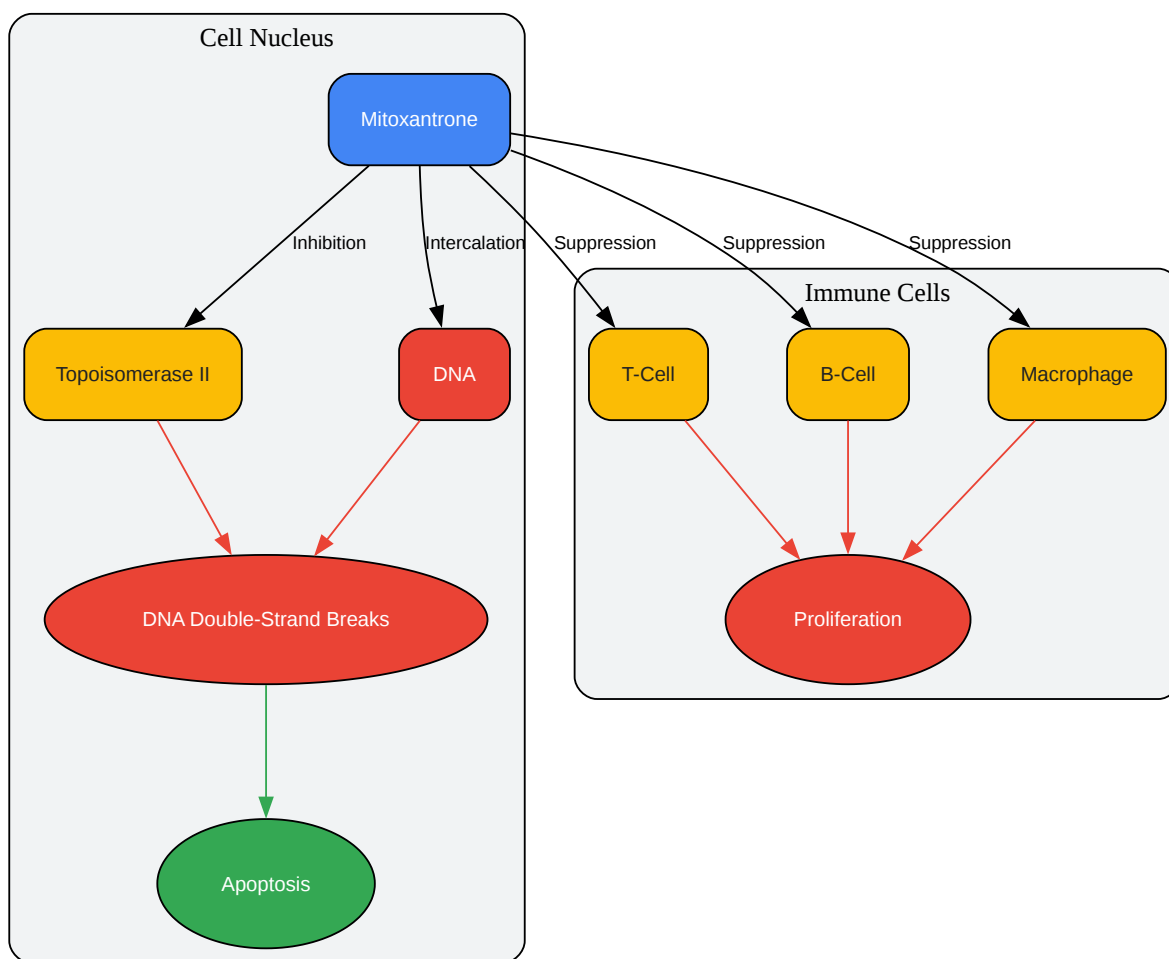 Cell Nucleus
Mitoxantrone
Inhibition
Intercalation
Suppression
Suppression
Suppression
Immune Cells
Topoisomerase II
DNA
T-Cell
B-Cell
Macrophage
DNA Double-Strand Breaks
Proliferation
Apoptosis